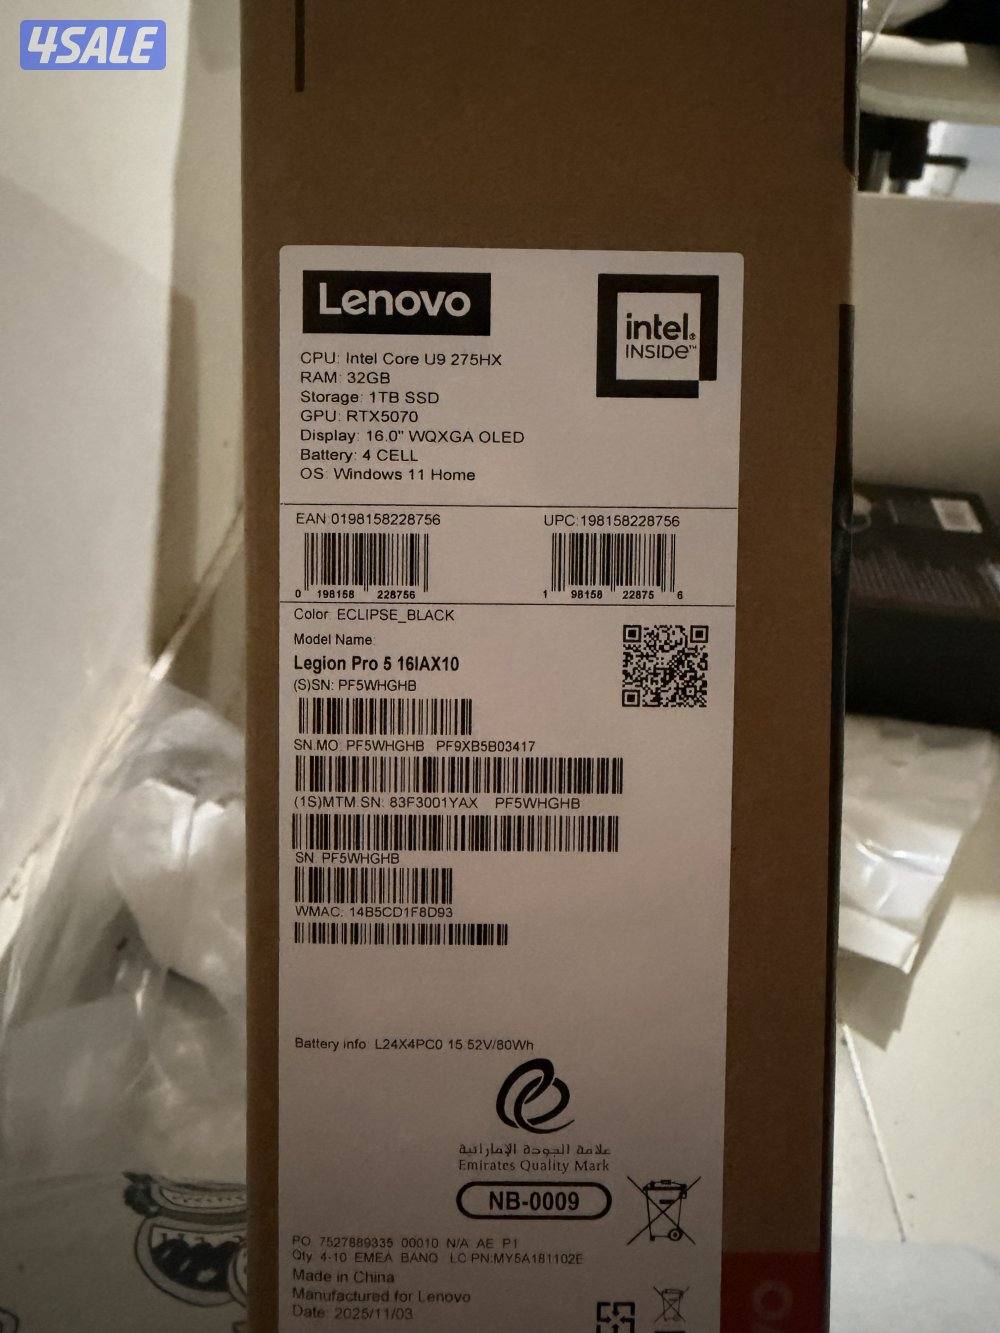 4SALE
Lenovo
intel.
INSIDE™
CPU: Intel Core U9 275HX
RAM: 32GB
Storage: 1TB SSD
GPU: RTX5070
Display: 16.0" WQXGA OLED
Battery: 4 CELL
OS: Windows 11 Home
EAN:0198158228756 UPC:198158228756
0 198158 228756 1 98158 22875 6
Color: ECLIPSE_BLACK
Model Name:
Legion Pro 5 16IAX10
(S)SN: PF5WHGHB
SN.MO: PF5WHGHB PF9XB5B03417
(1S)MTM.SN: 83F3001YAX PF5WHGHB
SN: PF5WHGHB
WMAC: 14B5CD1F8D93
Battery info: L24X4PC0 15.52V/80Wh
علامة الجودة الإماراتية
Emirates Quality Mark
NB-0009
PO: 7527889335 00010 N/A AE P1
Qty 4-10 EMEA BANQ LC PN:MY5A181102E
Made in China
Manufactured for Lenovo
Date: 2025/11/03